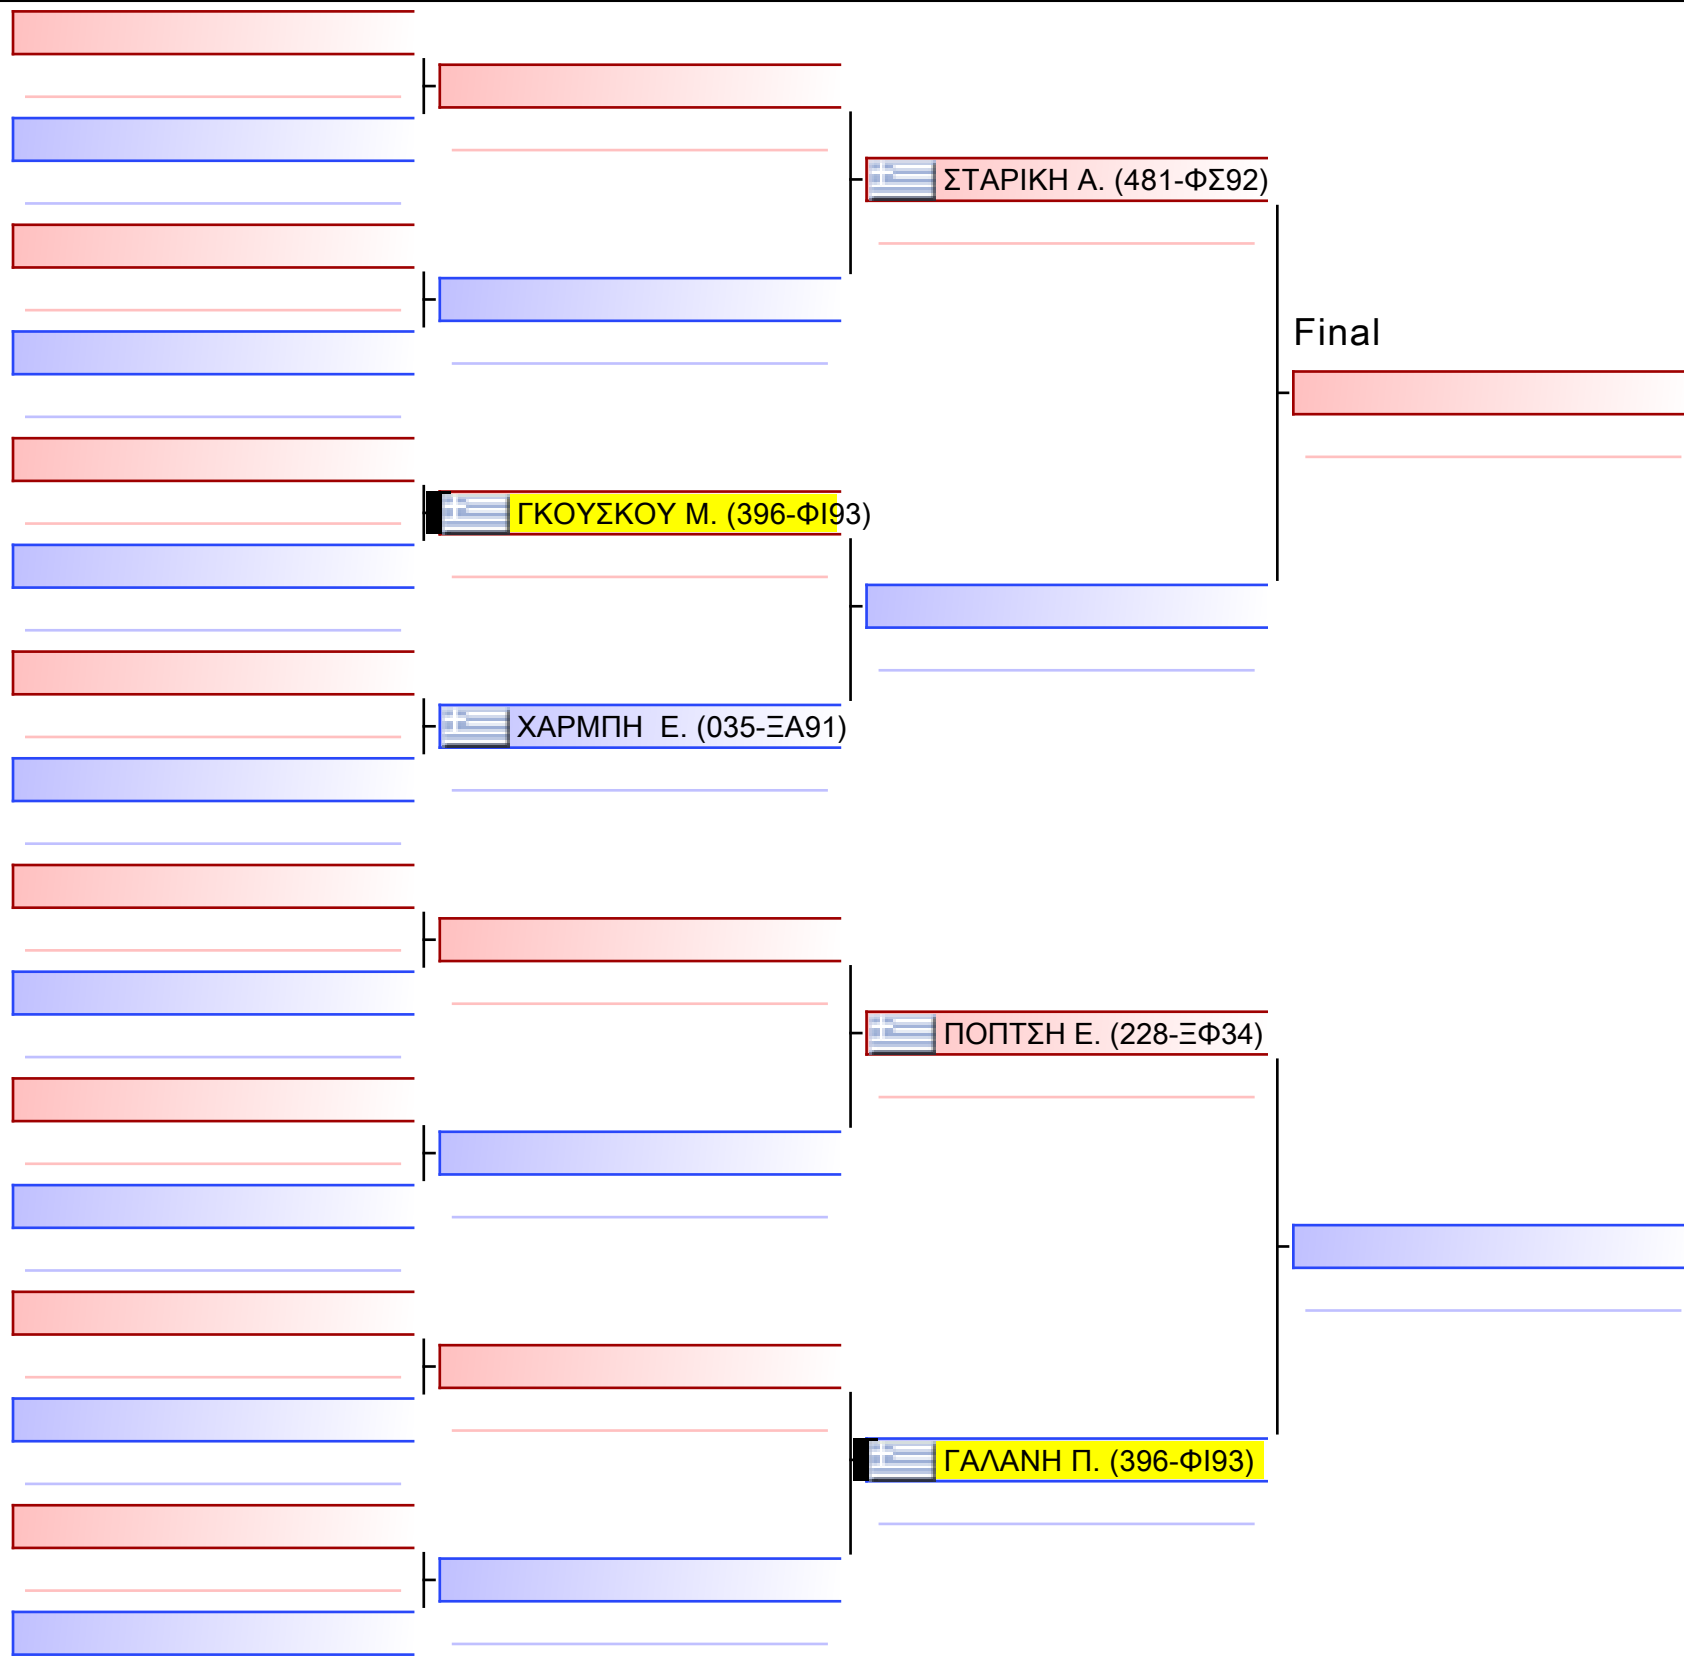 ΣΤΑΡΙΚΗ Α. (481-ΦΣ92)
Final
ΓΚΟΥΣΚΟΥ Μ. (396-ΦΙ93)
ΧΑΡΜΠΗ  Ε. (035-ΞΑ91)
ΠΟΠΤΣΗ Ε. (228-ΞΦ34)
ΓΑΛΑΝΗ Π. (396-ΦΙ93)